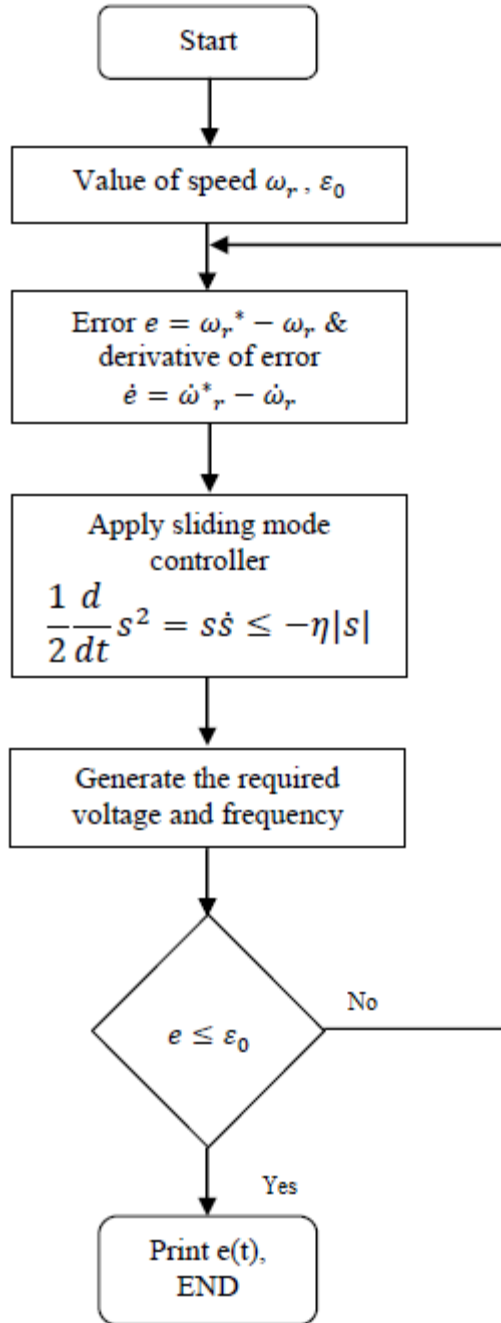 Start
Value of speed ωᵣ , ε₀
Error e = ωᵣ* − ωᵣ &
derivative of error
ė = ω̇*ᵣ − ω̇ᵣ
Apply sliding mode
controller
1/2 d/dt s² = sṡ ≤ −η|s|
Generate the required
voltage and frequency
e ≤ ε₀
No
Yes
Print e(t),
END